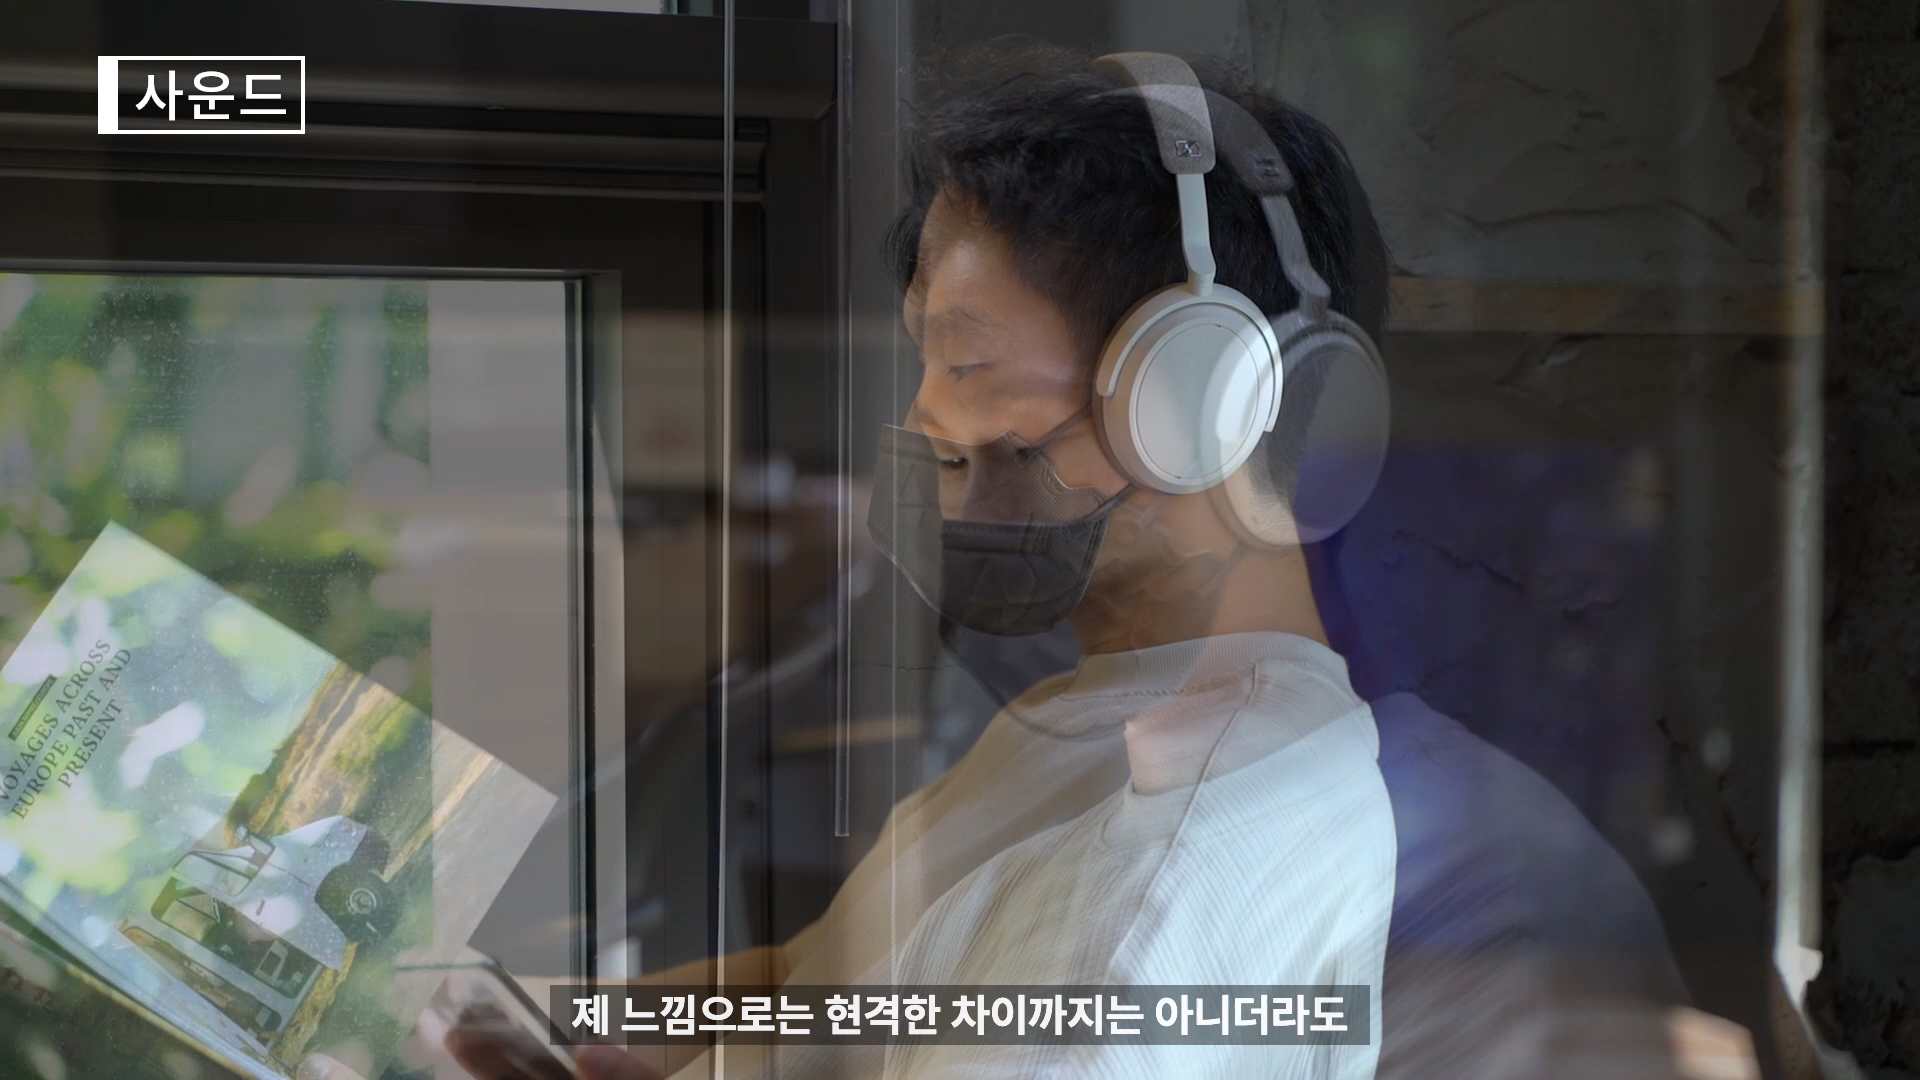 사운드
VOYAGES ACROSS
EUROPE PAST AND
PRESENT
제 느낌으로는 현격한 차이까지는 아니더라도